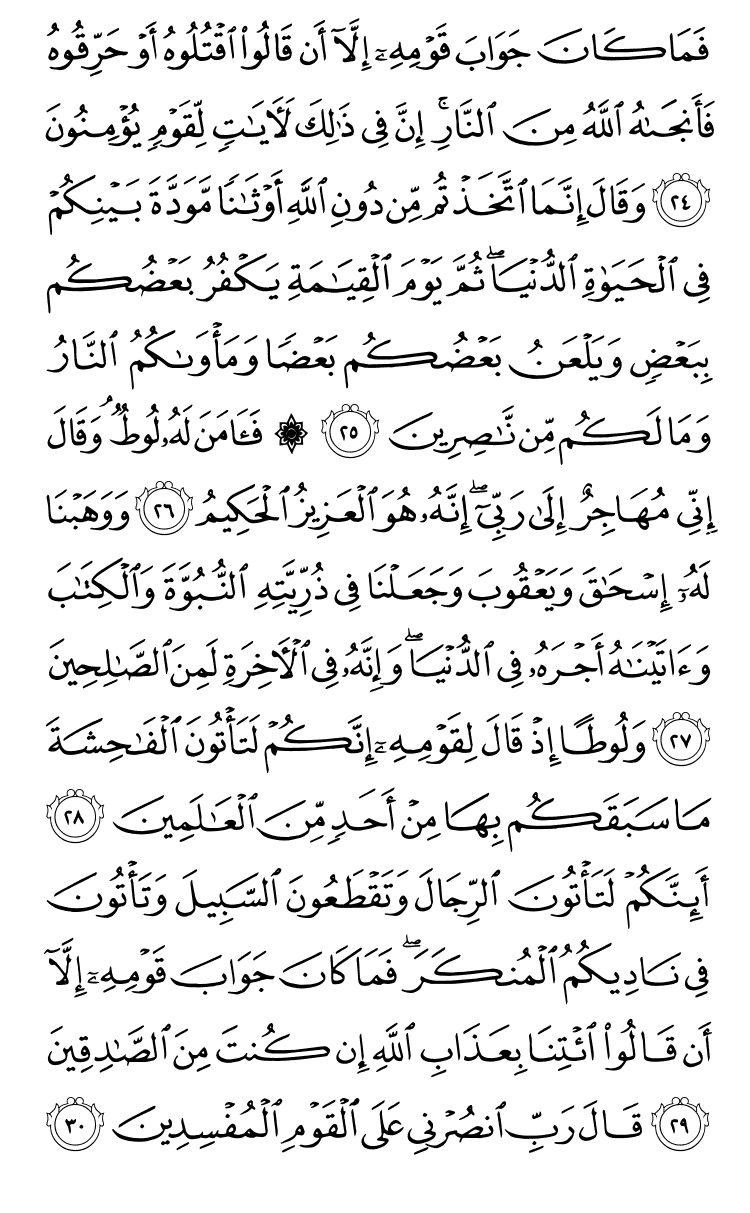 فَمَا كَانَ جَوَابَ قَوْمِهِۦٓ إِلَّآ أَن قَالُوا۟ ٱقْتُلُوهُ أَوْ حَرِّقُوهُ
فَأَنجَىٰهُ ٱللَّهُ مِنَ ٱلنَّارِ ۚ إِنَّ فِى ذَٰلِكَ لَـَٔايَـٰتٍ لِّقَوْمٍ يُؤْمِنُونَ
٢٤ وَقَالَ إِنَّمَا ٱتَّخَذْتُم مِّن دُونِ ٱللَّهِ أَوْثَـٰنًا مَّوَدَّةَ بَيْنِكُمْ
فِى ٱلْحَيَوٰةِ ٱلدُّنْيَا ۖ ثُمَّ يَوْمَ ٱلْقِيَـٰمَةِ يَكْفُرُ بَعْضُكُم
بِبَعْضٍ وَيَلْعَنُ بَعْضُكُم بَعْضًا وَمَأْوَىٰكُمُ ٱلنَّارُ
وَمَا لَكُم مِّن نَّـٰصِرِينَ ٢٥ ۞ فَـَٔامَنَ لَهُۥ لُوطٌ ۘ وَقَالَ
إِنِّى مُهَاجِرٌ إِلَىٰ رَبِّىٓ ۖ إِنَّهُۥ هُوَ ٱلْعَزِيزُ ٱلْحَكِيمُ ٢٦ وَوَهَبْنَا
لَهُۥٓ إِسْحَـٰقَ وَيَعْقُوبَ وَجَعَلْنَا فِى ذُرِّيَّتِهِ ٱلنُّبُوَّةَ وَٱلْكِتَـٰبَ
وَءَاتَيْنَـٰهُ أَجْرَهُۥ فِى ٱلدُّنْيَا ۖ وَإِنَّهُۥ فِى ٱلْـَٔاخِرَةِ لَمِنَ ٱلصَّـٰلِحِينَ
٢٧ وَلُوطًا إِذْ قَالَ لِقَوْمِهِۦٓ إِنَّكُمْ لَتَأْتُونَ ٱلْفَـٰحِشَةَ
مَا سَبَقَكُم بِهَا مِنْ أَحَدٍ مِّنَ ٱلْعَـٰلَمِينَ ٢٨
أَئِنَّكُمْ لَتَأْتُونَ ٱلرِّجَالَ وَتَقْطَعُونَ ٱلسَّبِيلَ وَتَأْتُونَ
فِى نَادِيكُمُ ٱلْمُنكَرَ ۖ فَمَا كَانَ جَوَابَ قَوْمِهِۦٓ إِلَّآ
أَن قَالُوا۟ ٱئْتِنَا بِعَذَابِ ٱللَّهِ إِن كُنتَ مِنَ ٱلصَّـٰدِقِينَ
٢٩ قَالَ رَبِّ ٱنصُرْنِى عَلَى ٱلْقَوْمِ ٱلْمُفْسِدِينَ ٣٠